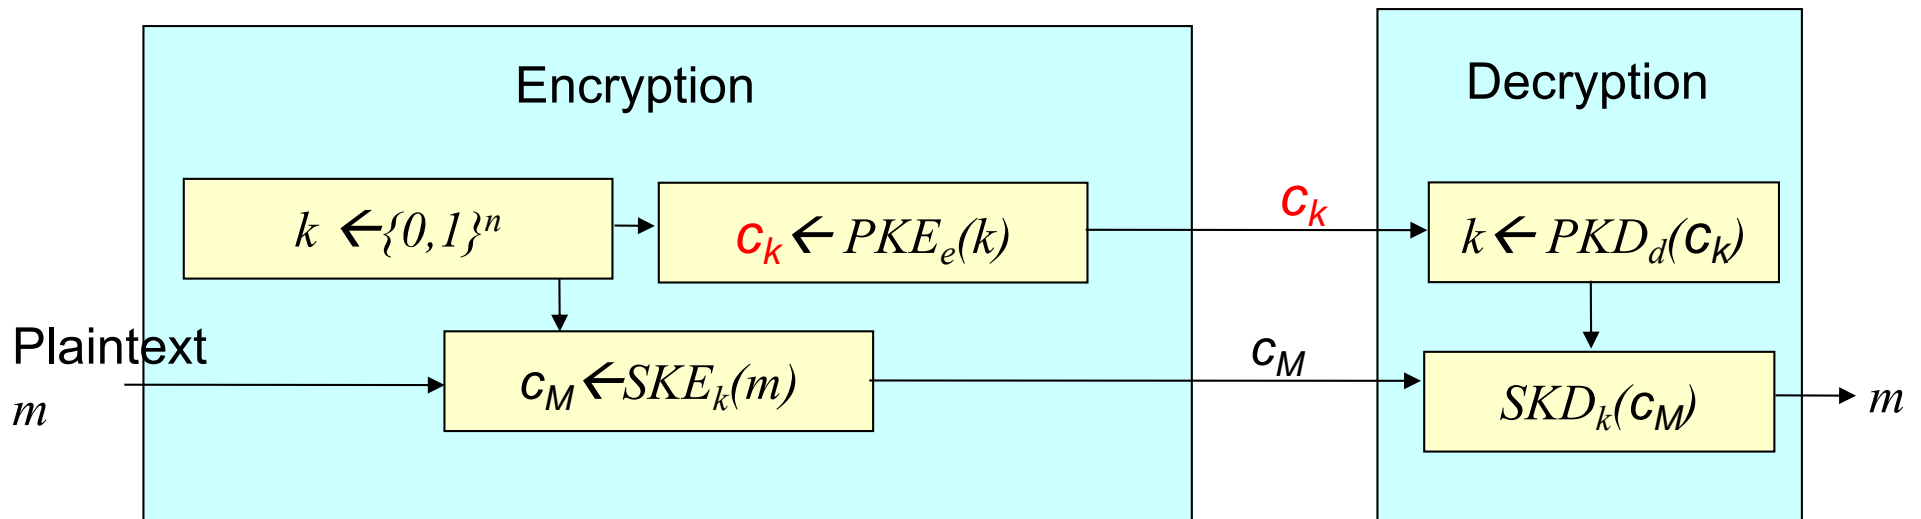 Encryption
Decryption
k ←{0,1}ⁿ
cₖ← PKEₑ(k)
cₖ
k← PKD_d(cₖ)
Plaintext
m
c_M ←SKEₖ(m)
c_M
SKDₖ(c_M)
m